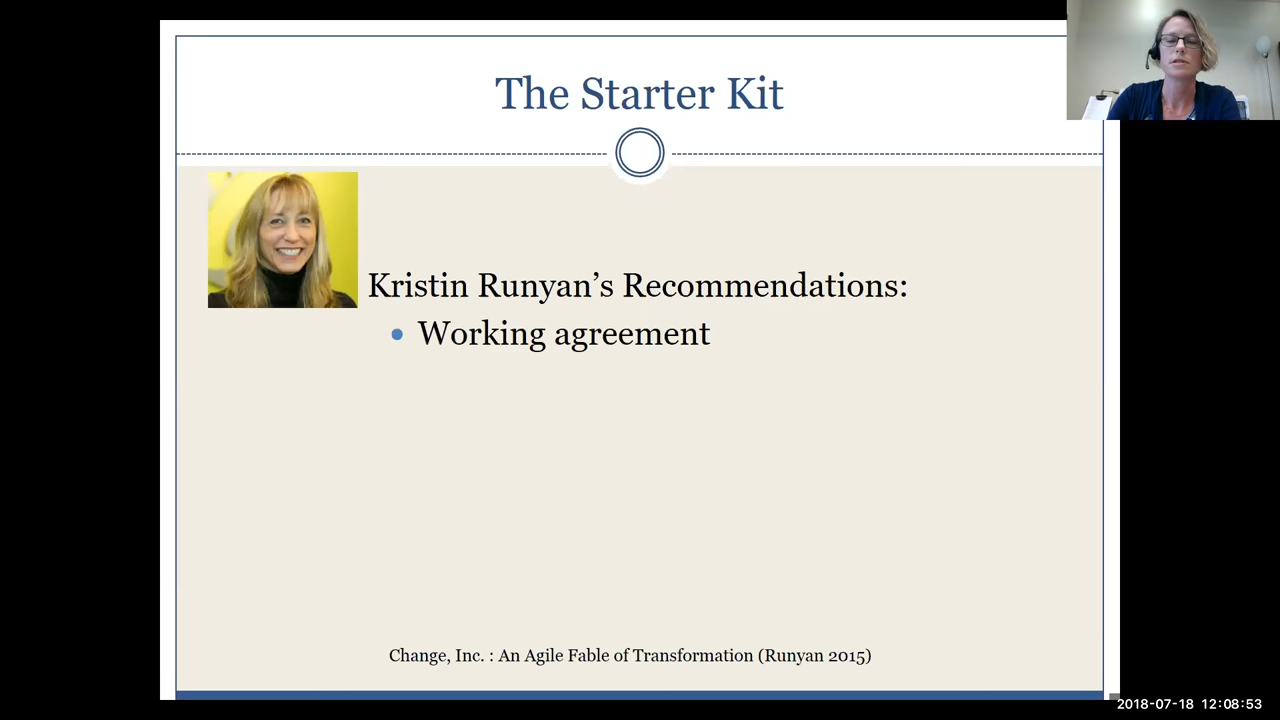 The Starter Kit
Kristin Runyan’s Recommendations:
• Working agreement
Change, Inc. : An Agile Fable of Transformation (Runyan 2015)
2018-07-18 12:08:53